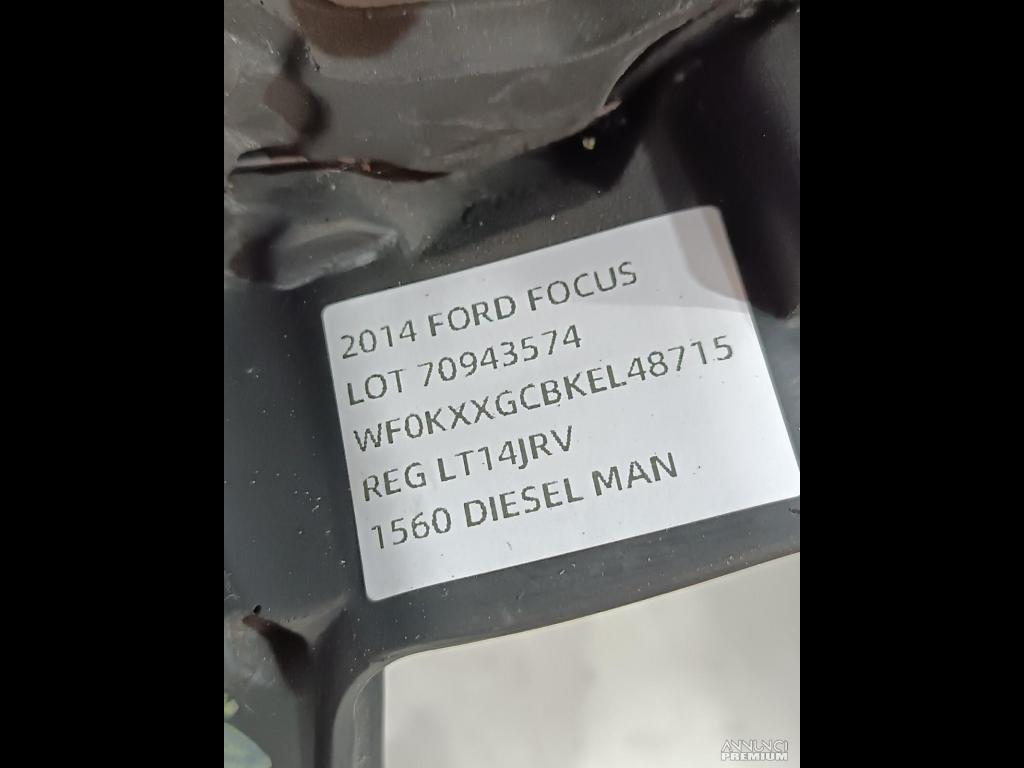 2014 FORD FOCUS
LOT 70943574
WF0KXXGCBKEL48715
REG LT14JRV
1560 DIESEL MAN
ANNUNCI
PREMIUM